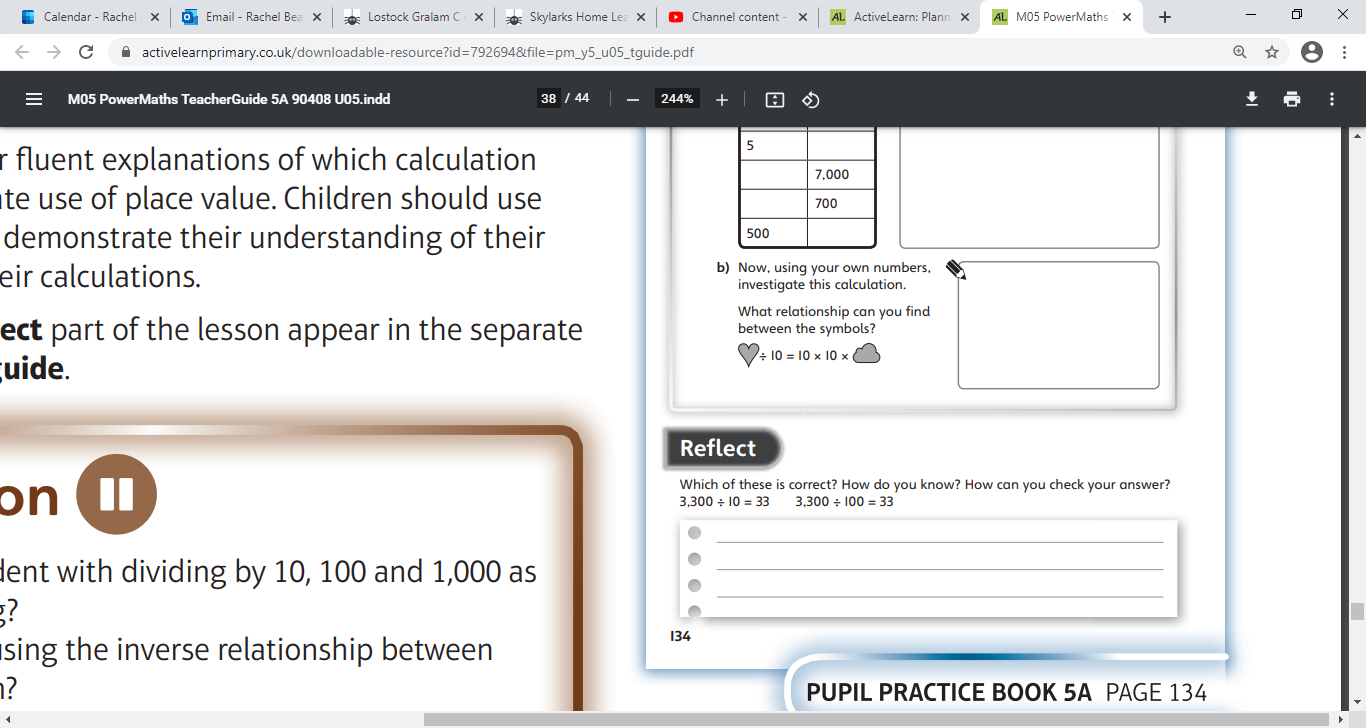 Calendar - Rachel
Email - Rachel Bea
Lostock Gralam C
Skylarks Home Lea
Channel content -
ActiveLearn: Plann
M05 PowerMaths
activelearnprimary.co.uk/downloadable-resource?id=792694&file=pm_y5_u05_tguide.pdf
M05 PowerMaths TeacherGuide 5A 90408 U05.indd
38 / 44
244%
r fluent explanations of which calculation
te use of place value. Children should use
demonstrate their understanding of their
eir calculations.
ect part of the lesson appear in the separate
guide.
on
dent with dividing by 10, 100 and 1,000 as
g?
using the inverse relationship between
n?
5
7,000
700
500
b) Now, using your own numbers,
investigate this calculation.
What relationship can you find
between the symbols?
÷ 10 = 10 × 10 ×
Reflect
Which of these is correct? How do you know? How can you check your answer?
3,300 ÷ 10 = 33 3,300 ÷ 100 = 33
134
PUPIL PRACTICE BOOK 5A PAGE 134